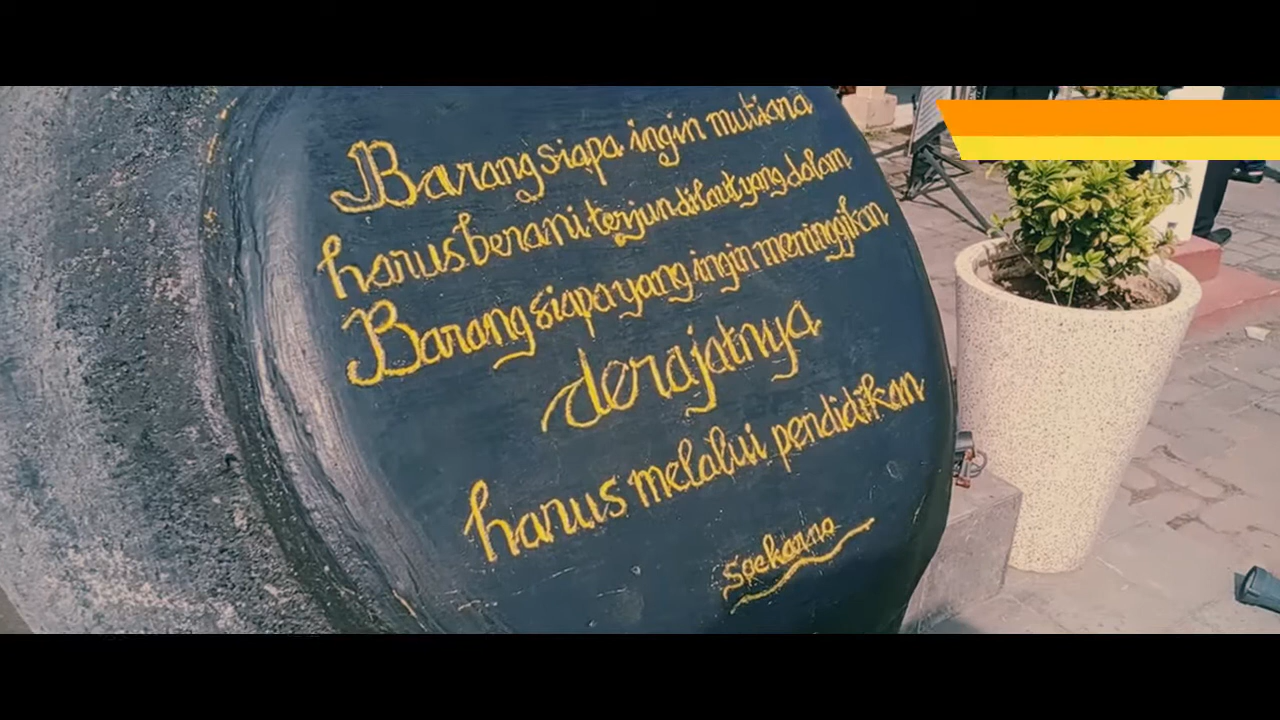 Barang siapa ingin mutiara
harus berani terjun dilaut yang dalam
Barang siapa yang ingin meninggikan
derajatnya
harus melalui pendidikan
Soekarno